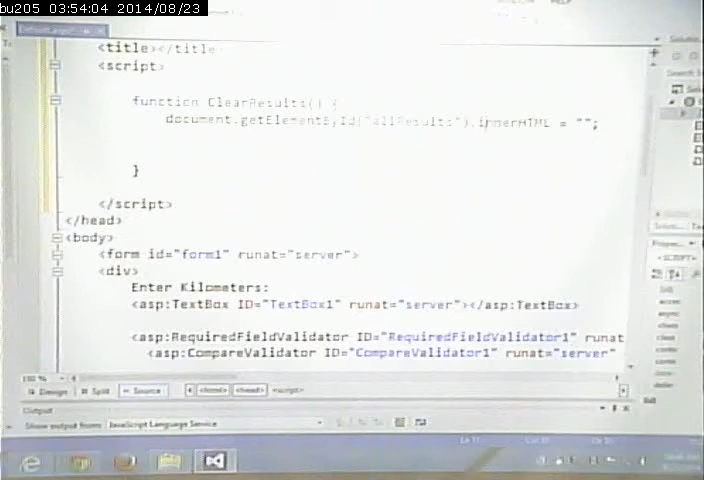 bu205 03:54:04 2014/08/23
<title></title>
<script>
function ClearResults() {
document.getElementById("allResults").innerHTML = "";
}
</script>
</head>
<body>
<form id="form1" runat="server">
<div>
Enter Kilometers:
<asp:TextBox ID="TextBox1" runat="server"></asp:TextBox>
<asp:RequiredFieldValidator ID="RequiredFieldValidator1" runat
<asp:CompareValidator ID="CompareValidator1" runat="server"
Design Split Source <form> <head> <script>
Output
Show output from: JavaScript Language Service